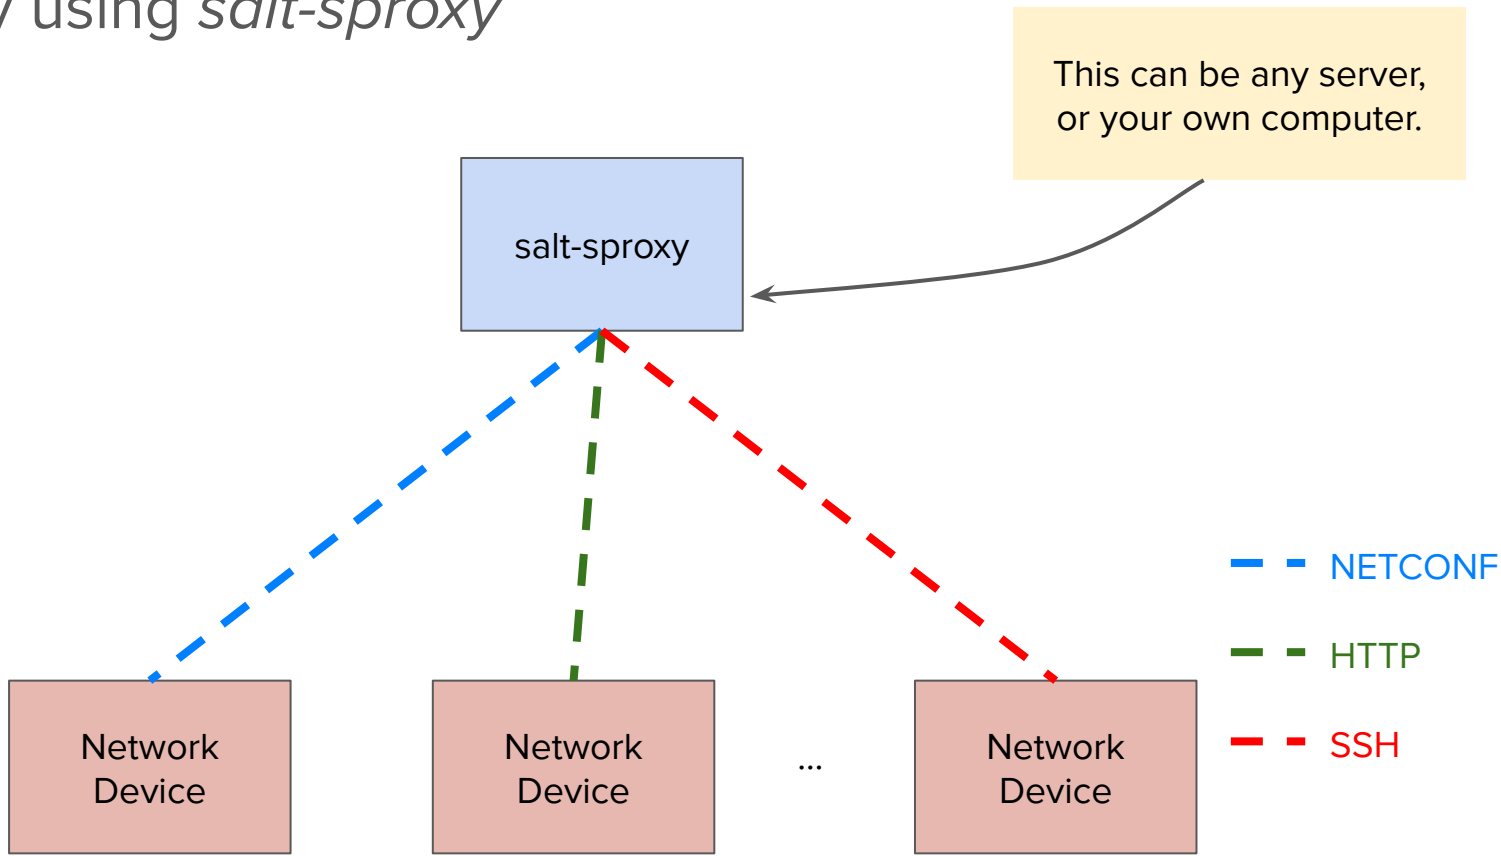 y using salt-sproxy
This can be any server,
or your own computer.
salt-sproxy
NETCONF
HTTP
SSH
Network
Device
Network
Device
...
Network
Device